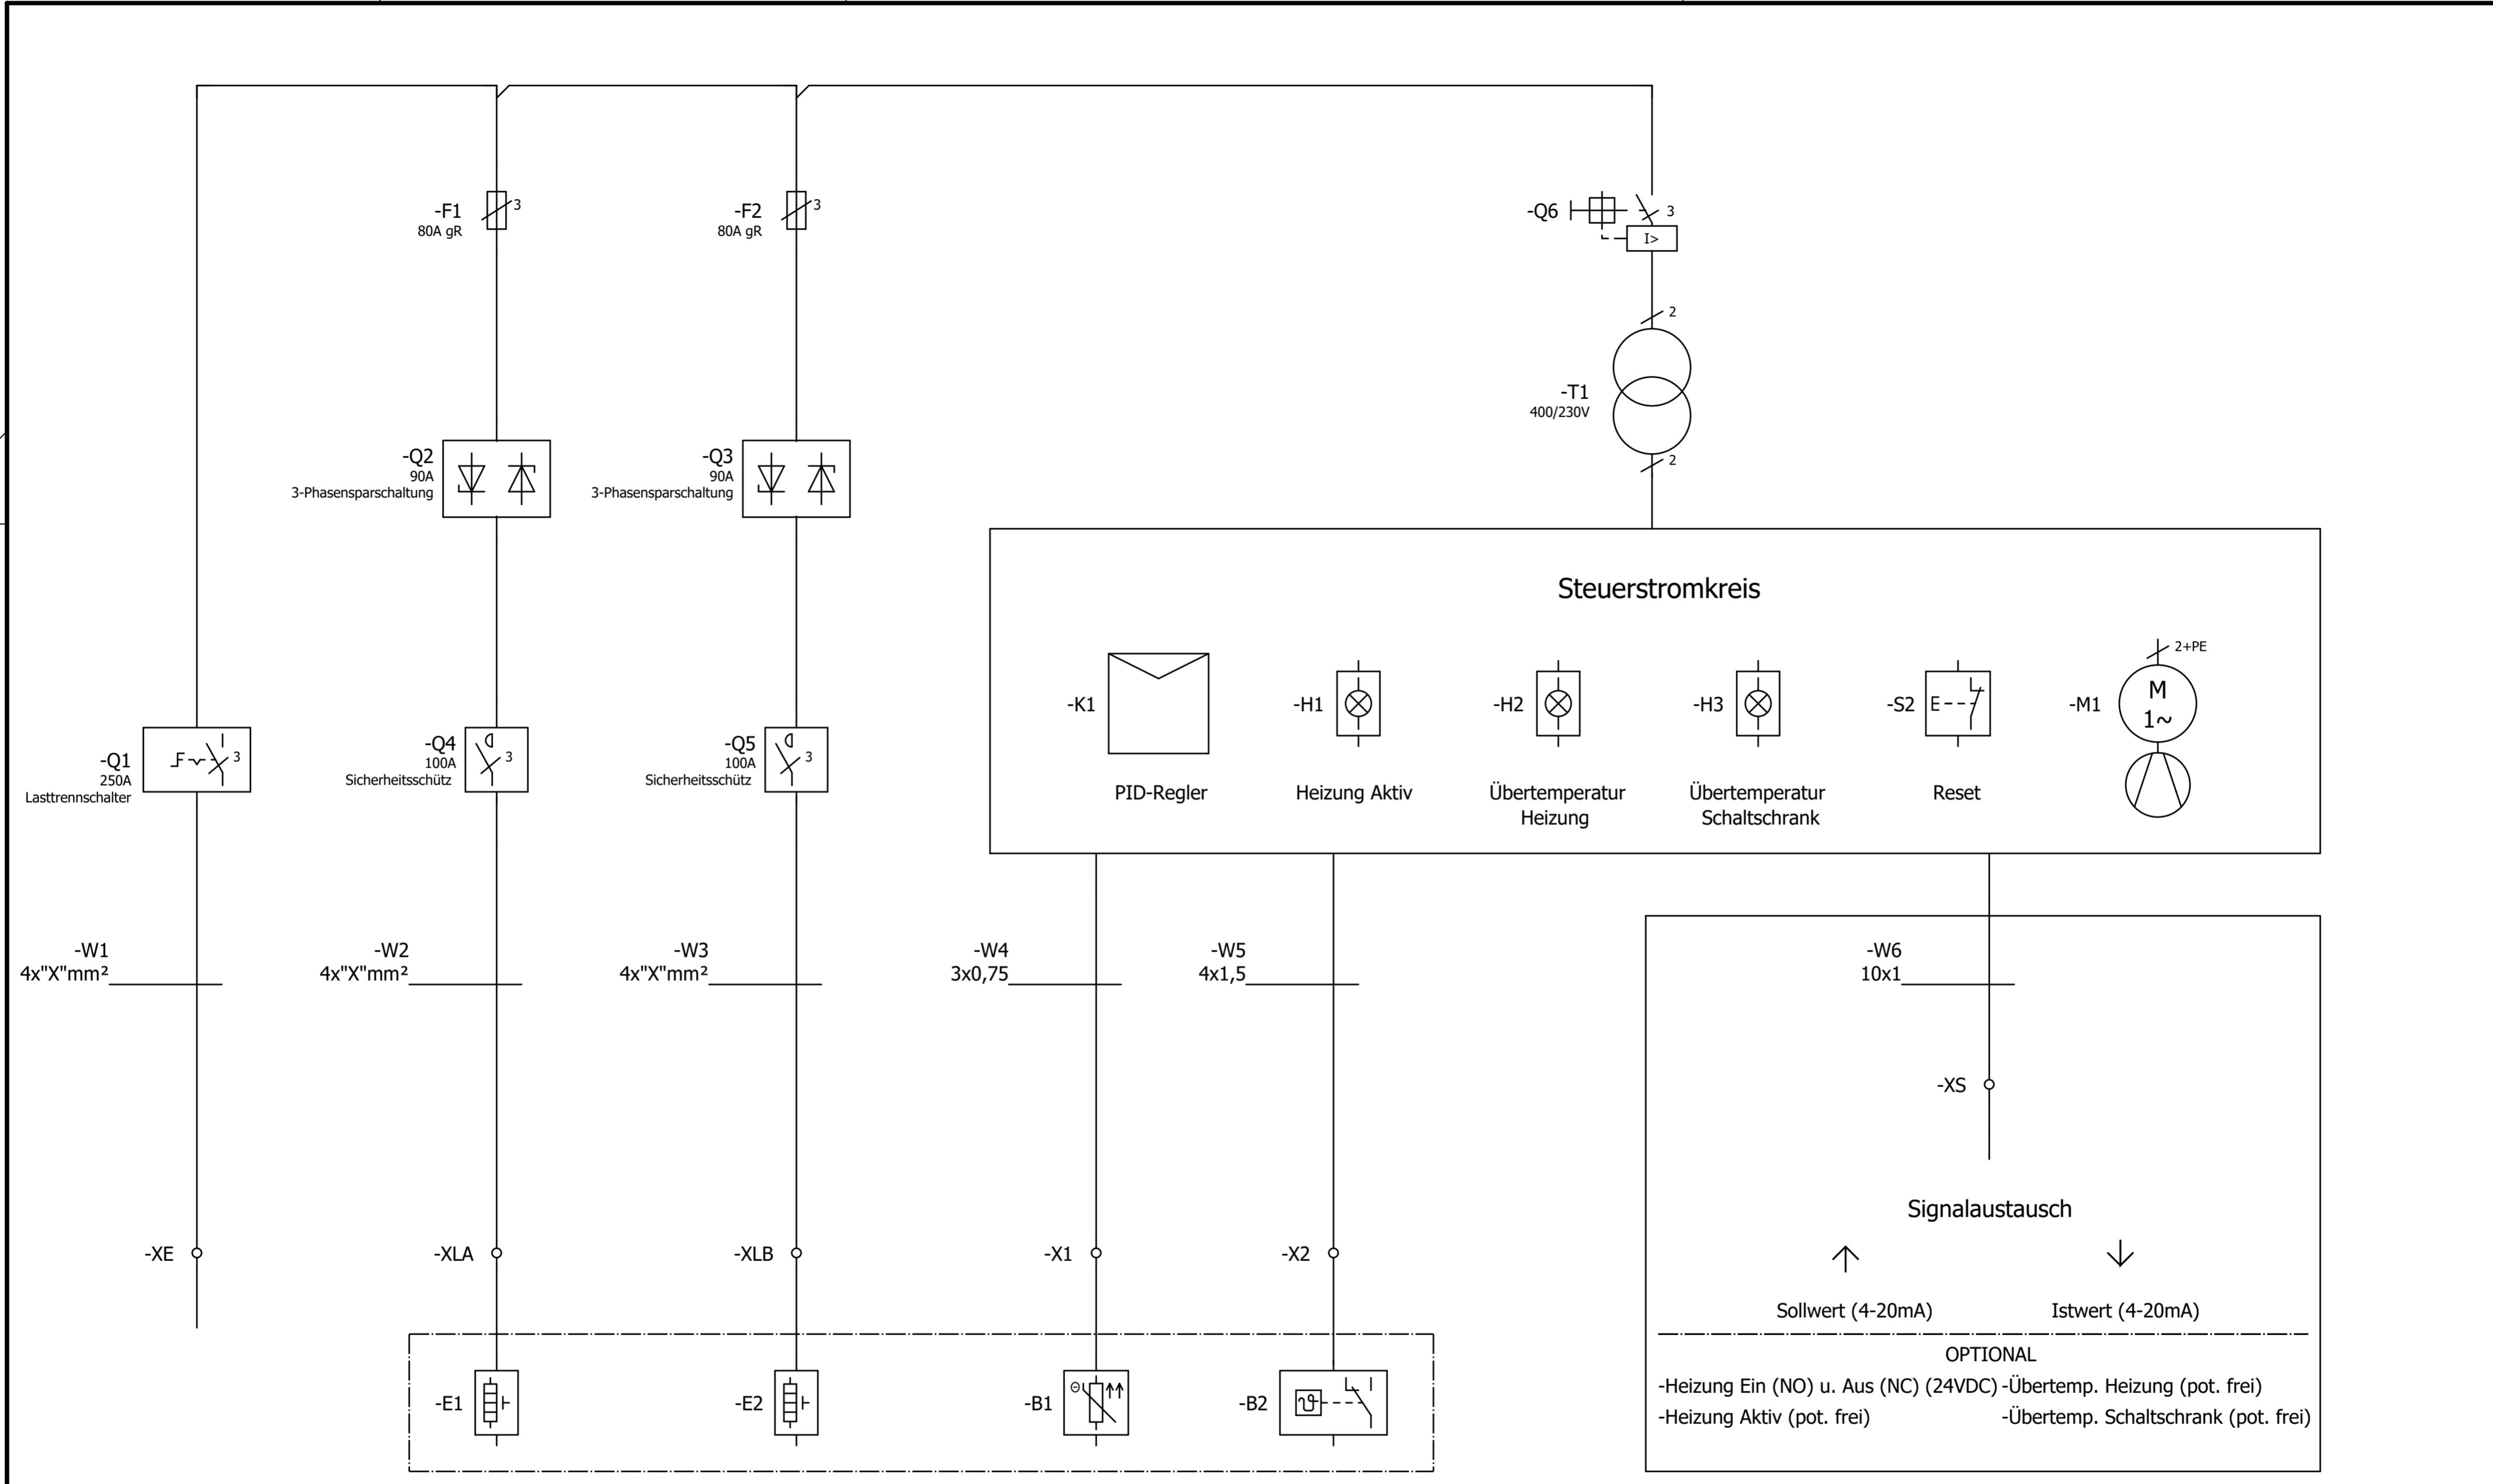 -F1
80A gR
3
-F2
80A gR
3
-Q6
3
I>
2
-T1
400/230V
2
-Q2
90A
3-Phasensparschaltung
-Q3
90A
3-Phasensparschaltung
Steuerstromkreis
-K1
PID-Regler
-H1
Heizung Aktiv
-H2
Übertemperatur
Heizung
-H3
Übertemperatur
Schaltschrank
-S2
E
Reset
-M1
2+PE
M
1~
-Q1
250A
Lasttrennschalter
3
-Q4
100A
Sicherheitsschütz
3
-Q5
100A
Sicherheitsschütz
3
-W1
4x"X"mm²
-W2
4x"X"mm²
-W3
4x"X"mm²
-W4
3x0,75
-W5
4x1,5
-W6
10x1
-XS
Signalaustausch
-XE
-XLA
-XLB
-X1
-X2
Sollwert (4-20mA)
Istwert (4-20mA)
OPTIONAL
-Heizung Ein (NO) u. Aus (NC) (24VDC)
-Übertemp. Heizung (pot. frei)
-Heizung Aktiv (pot. frei)
-Übertemp. Schaltschrank (pot. frei)
-E1
-E2
-B1
Θ
-B2
ϑ